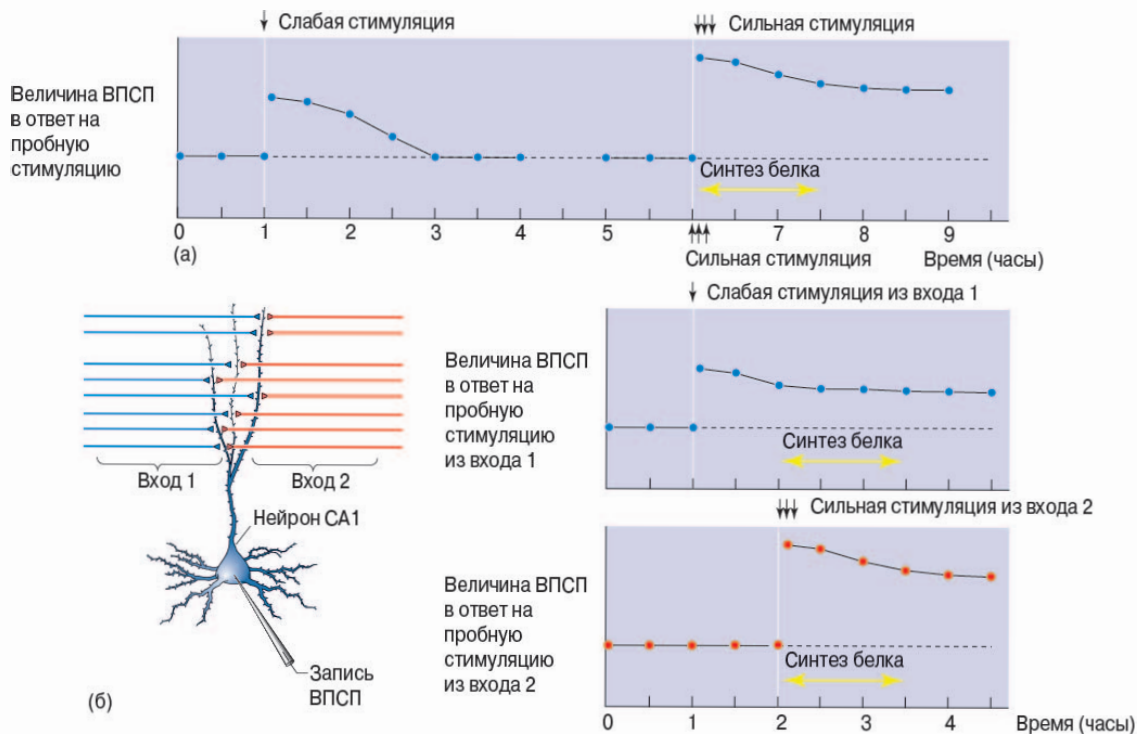 Слабая стимуляция
Сильная стимуляция
Величина ВПСП
в ответ на
пробную
стимуляцию
Синтез белка
0 1 2 3 4 5 6 7 8 9
(а)
Сильная стимуляция
Время (часы)
Слабая стимуляция из входа 1
Величина ВПСП
в ответ на
пробную
стимуляцию
из входа 1
Синтез белка
Вход 1
Вход 2
Нейрон СА1
Запись
ВПСП
(б)
Сильная стимуляция из входа 2
Величина ВПСП
в ответ на
пробную
стимуляцию
из входа 2
Синтез белка
0 1 2 3 4
Время (часы)